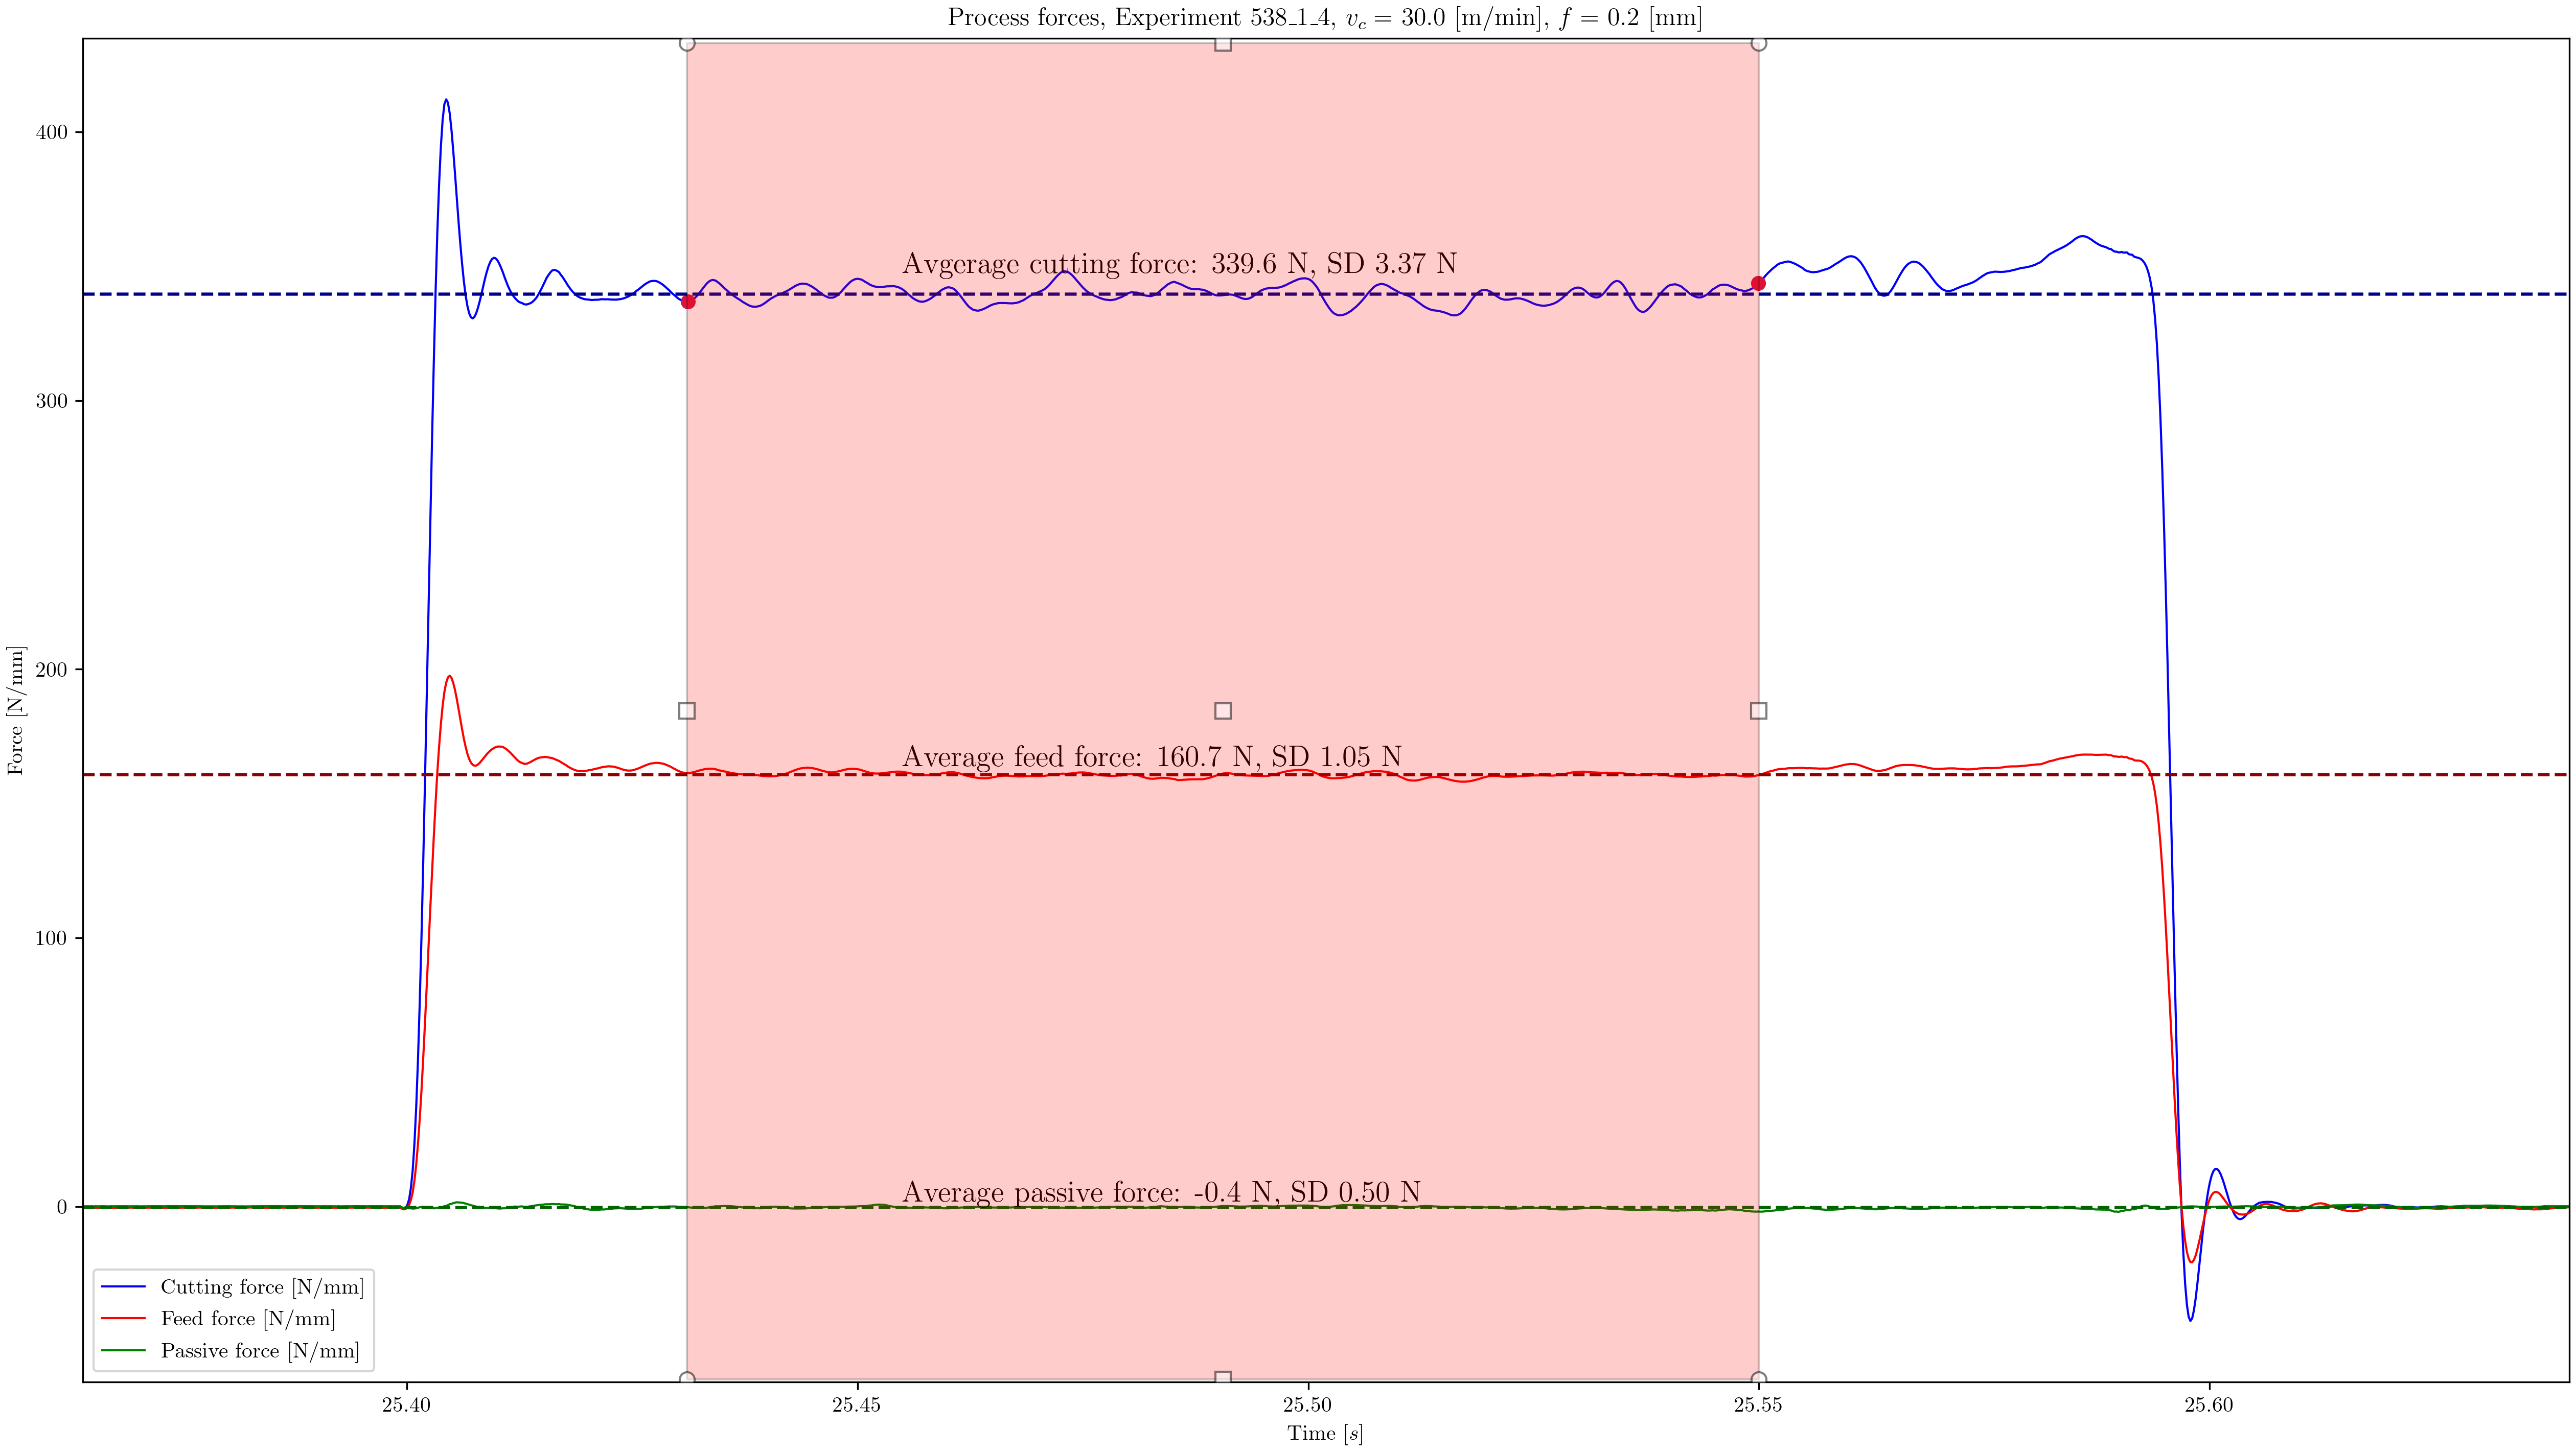 Process forces, Experiment 538_1_4, v_c = 30.0 [m/min], f = 0.2 [mm]
Force [N/mm]
400
300
200
100
0
Avgerage cutting force: 339.6 N, SD 3.37 N
Average feed force: 160.7 N, SD 1.05 N
Average passive force: -0.4 N, SD 0.50 N
Cutting force [N/mm]
Feed force [N/mm]
Passive force [N/mm]
25.40 25.45 25.50 25.55 25.60
Time [s]